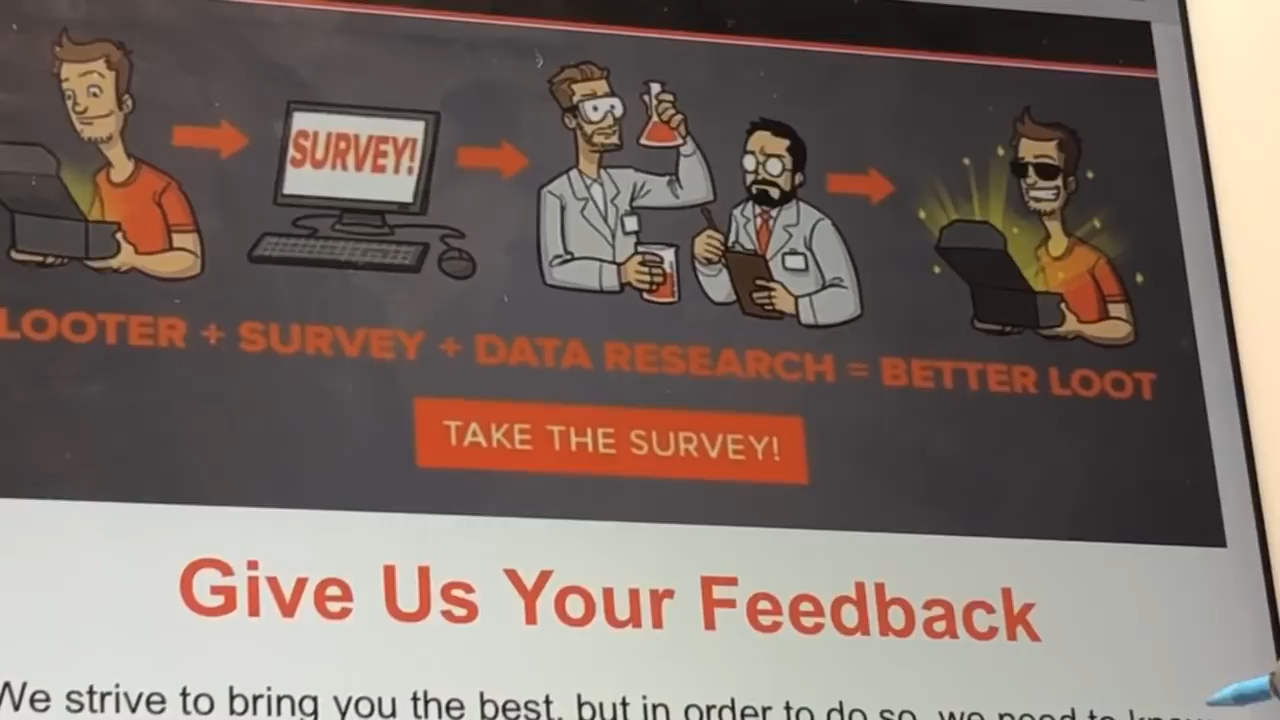 SURVEY!
LOOTER + SURVEY + DATA RESEARCH = BETTER LOOT
TAKE THE SURVEY!
Give Us Your Feedback
We strive to bring you the best, but in order to do so, we need to know